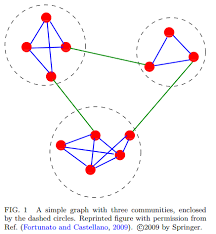 FIG. 1 A simple graph with three communities, enclosed
by the dashed circles. Reprinted figure with permission from
Ref. (Fortunato and Castellano, 2009). ©2009 by Springer.